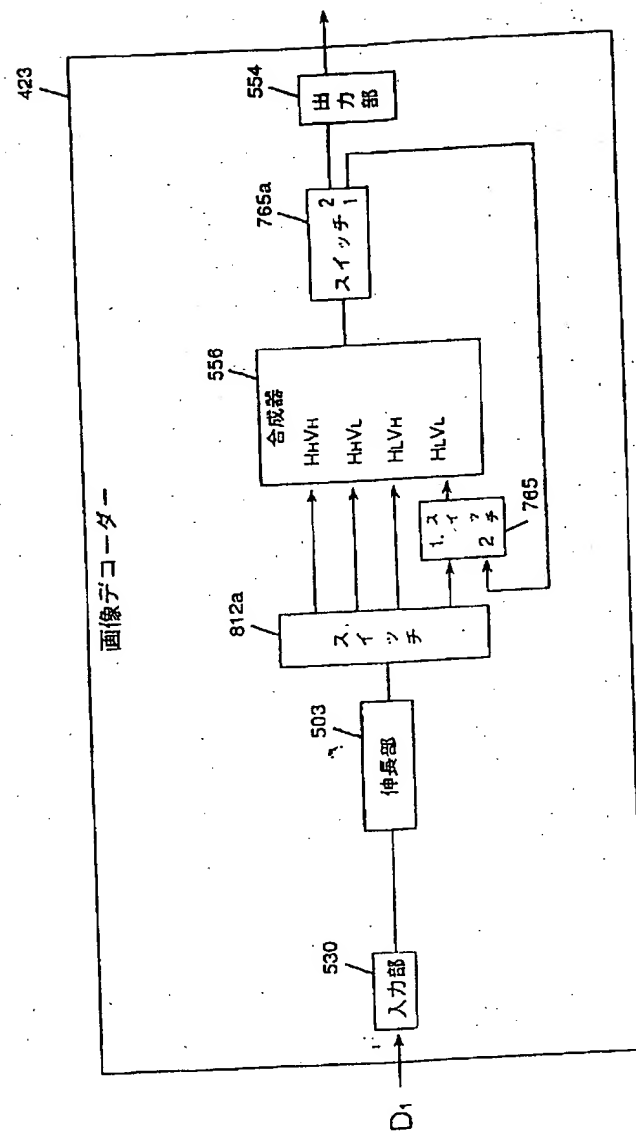 423
画像デコーダー
D1
530
入力部
503
伸長部
812a
スイッチ
1. スイッチ 2
765
556
合成器
HHVH
HHVL
HLVH
HLVL
765a
スイッチ 2
1
554
出力部